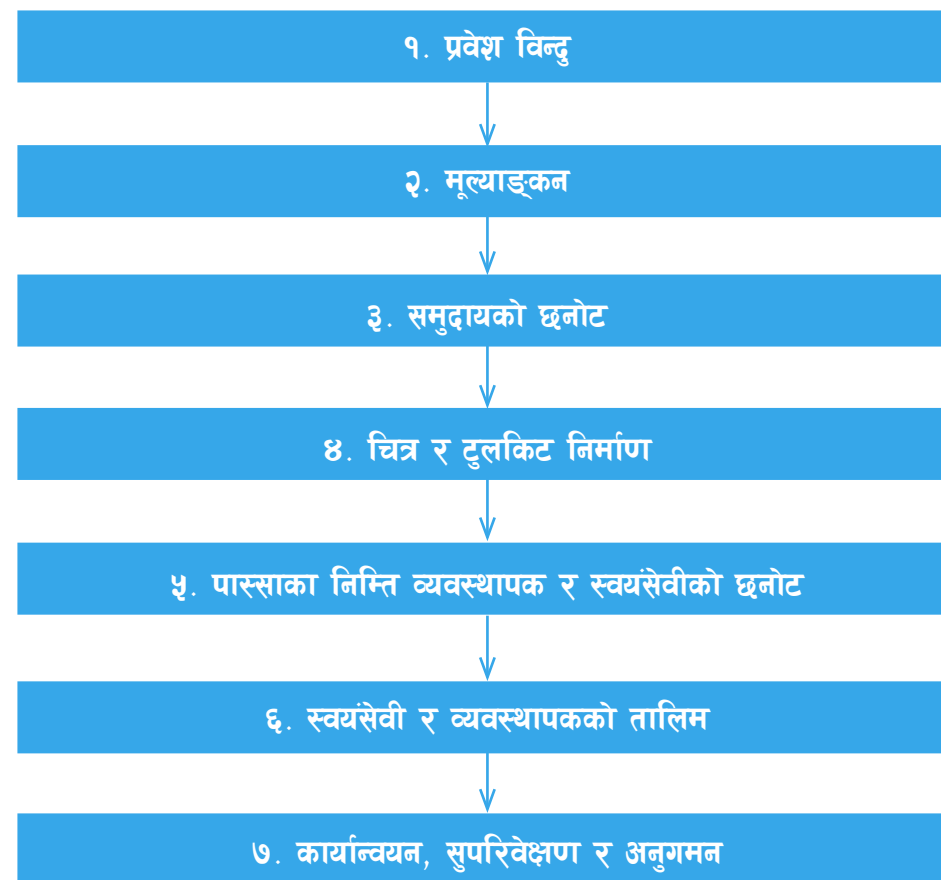 १. प्रवेश विन्दु
२. मूल्याङ्कन
३. समुदायको छनोट
४. चित्र र टुलकिट निर्माण
५. पास्साका निम्ति व्यवस्थापक र स्वयंसेवीको छनोट
६. स्वयंसेवी र व्यवस्थापकको तालिम
७. कार्यान्वयन, सुपरिवेक्षण र अनुगमन